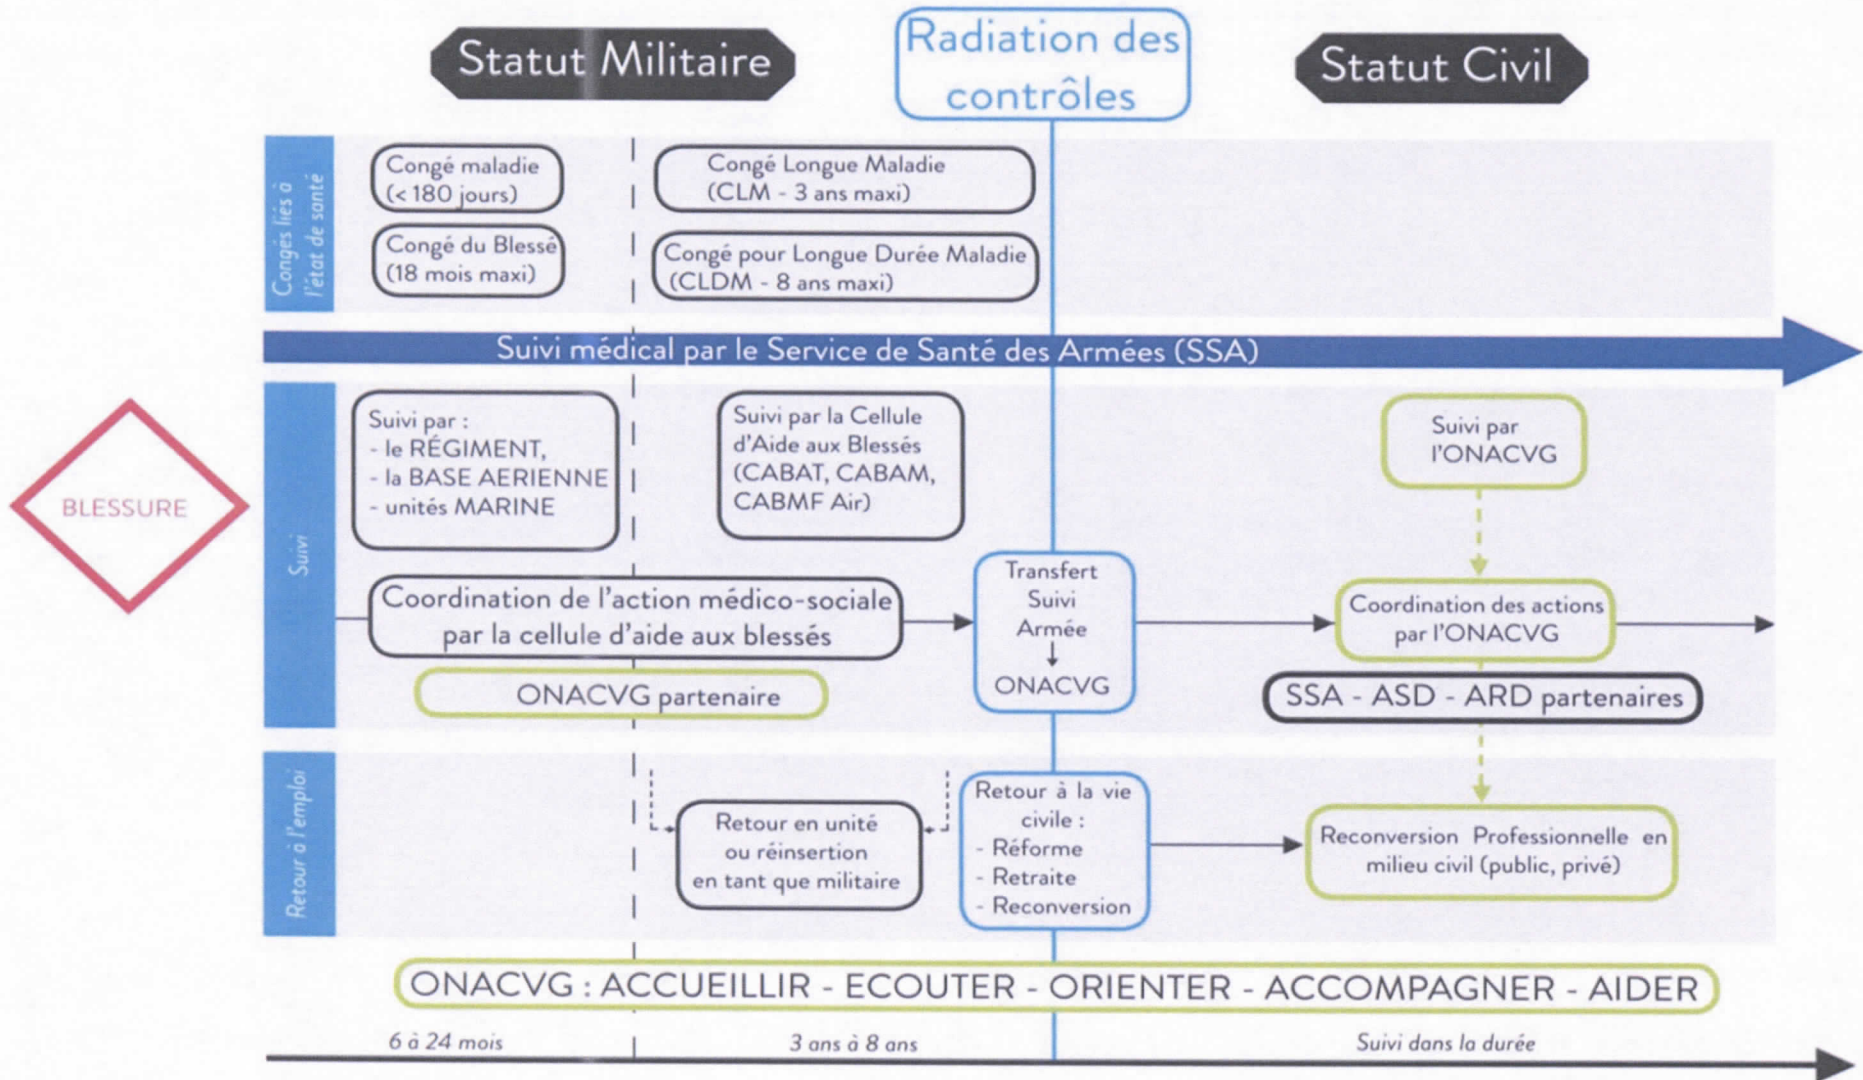 Statut Militaire
Radiation des
contrôles
Statut Civil
Congés liés à
l'état de santé
Congé maladie
(< 180 jours)
Congé Longue Maladie
(CLM - 3 ans maxi)
Congé du Blessé
(18 mois maxi)
Congé pour Longue Durée Maladie
(CLDM - 8 ans maxi)
Suivi médical par le Service de Santé des Armées (SSA)
BLESSURE
Suivi
Suivi par :
- le RÉGIMENT,
- la BASE AERIENNE
- unités MARINE
Suivi par la Cellule
d'Aide aux Blessés
(CABAT, CABAM,
CABMF Air)
Suivi par
l'ONACVG
Coordination de l'action médico-sociale
par la cellule d'aide aux blessés
Transfert
Suivi
Armée
ONACVG
Coordination des actions
par l'ONACVG
ONACVG partenaire
SSA - ASD - ARD partenaires
Retour à l'emploi
Retour en unité
ou réinsertion
en tant que militaire
Retour à la vie
civile :
- Réforme
- Retraite
- Reconversion
Reconversion Professionnelle en
milieu civil (public, privé)
ONACVG : ACCUEILLIR - ECOUTER - ORIENTER - ACCOMPAGNER - AIDER
6 à 24 mois
3 ans à 8 ans
Suivi dans la durée